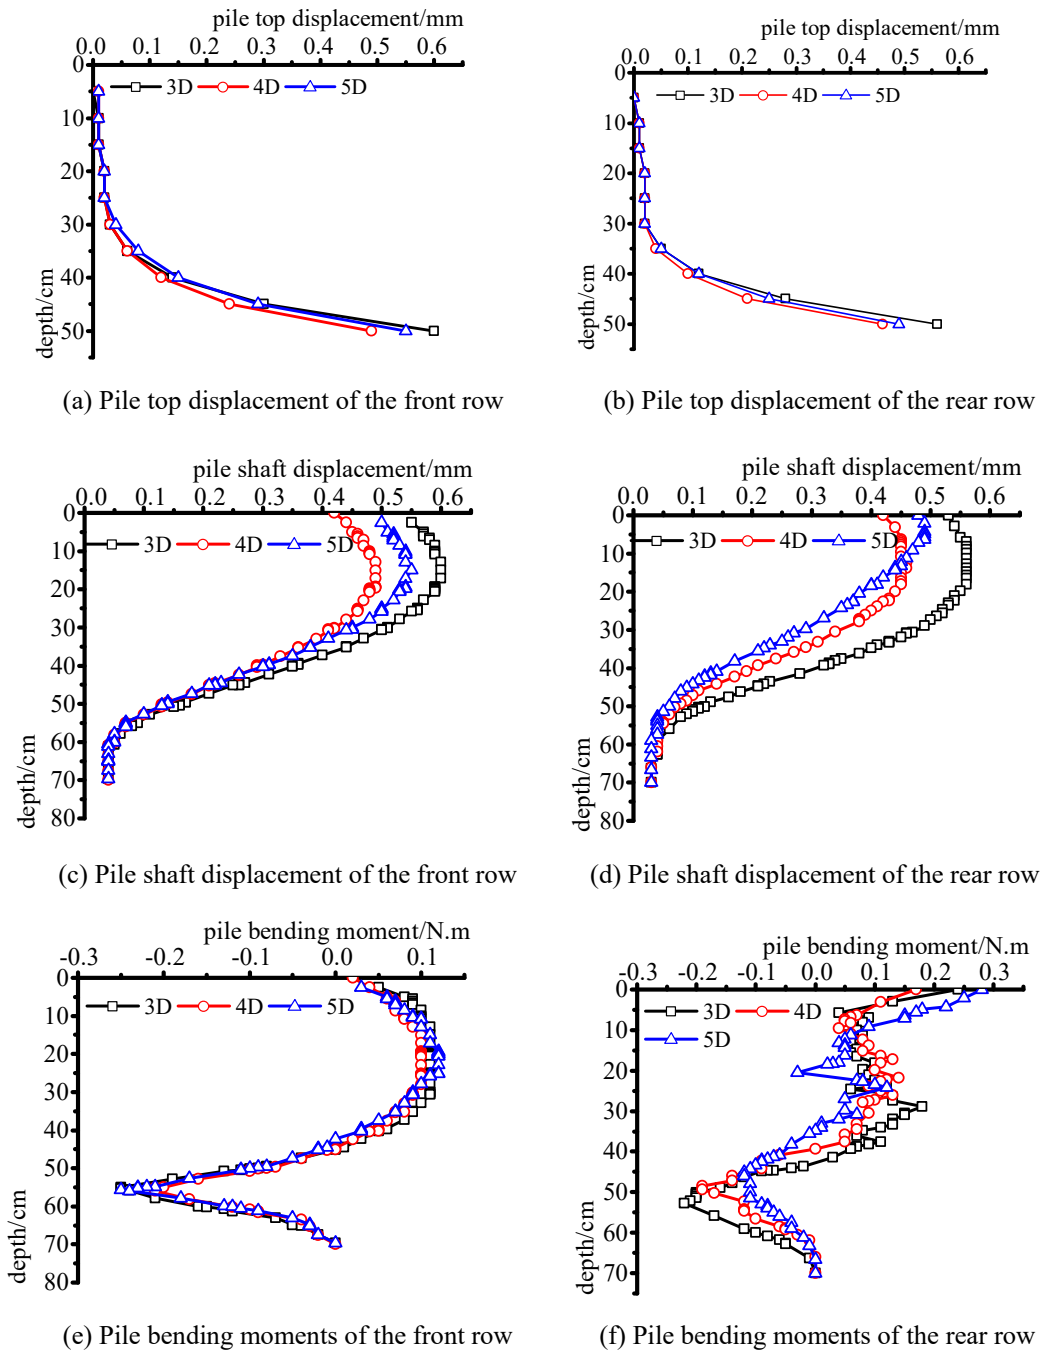 pile top displacement/mm
0.0 0.1 0.2 0.3 0.4 0.5 0.6
0
3D 4D 5D
10
20
30
40
50
depth/cm
(a) Pile top displacement of the front row
pile top displacement/mm
0.0 0.1 0.2 0.3 0.4 0.5 0.6
0
3D 4D 5D
10
20
30
40
50
depth/cm
(b) Pile top displacement of the rear row
pile shaft displacement/mm
0.0 0.1 0.2 0.3 0.4 0.5 0.6
0
3D 4D 5D
10
20
30
40
50
60
70
80
depth/cm
(c) Pile shaft displacement of the front row
pile shaft displacement/mm
0.0 0.1 0.2 0.3 0.4 0.5 0.6
0
3D 4D 5D
10
20
30
40
50
60
70
80
depth/cm
(d) Pile shaft displacement of the rear row
pile bending moment/N.m
-0.3 -0.2 -0.1 0.0 0.1
0
3D 4D 5D
10
20
30
40
50
60
70
80
depth/cm
(e) Pile bending moments of the front row
pile bending moment/N.m
-0.3 -0.2 -0.1 0.0 0.1 0.2 0.3
0
3D 4D
5D
10
20
30
40
50
60
70
depth/cm
(f) Pile bending moments of the rear row